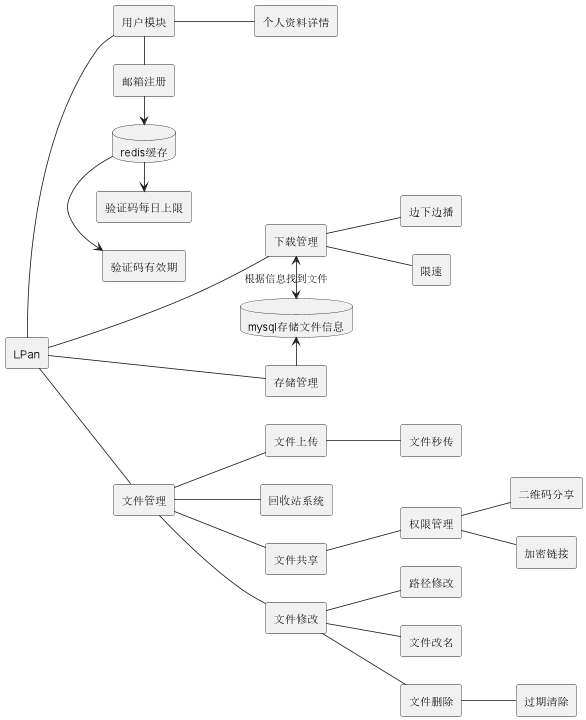 用户模块
个人资料详情
邮箱注册
redis缓存
验证码每日上限
验证码有效期
边下边播
下载管理
限速
根据信息找到文件
mysql存储文件信息
LPan
存储管理
文件上传
文件秒传
文件管理
回收站系统
二维码分享
权限管理
文件共享
加密链接
路径修改
文件修改
文件改名
文件删除
过期清除